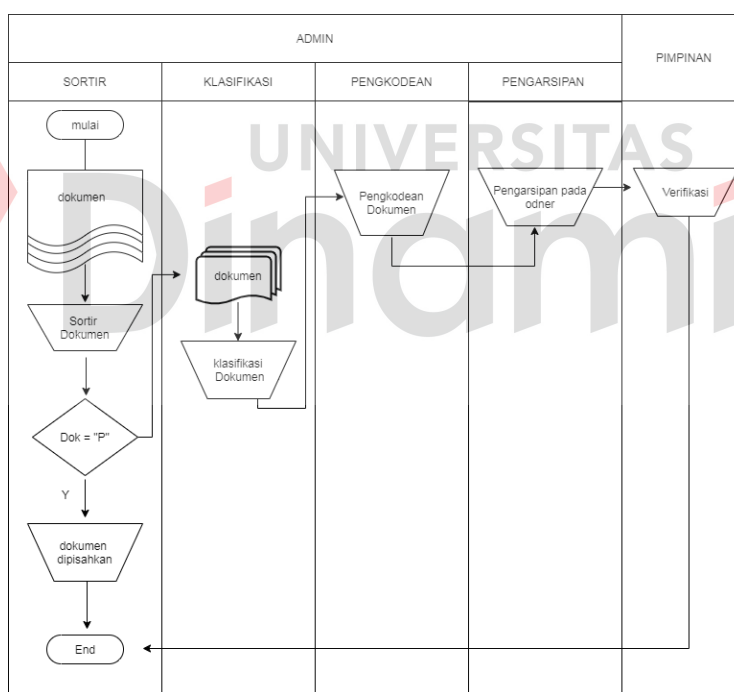 ADMIN
PIMPINAN
SORTIR
KLASIFIKASI
PENGKODEAN
PENGARSIPAN
mulai
UNIVERSITAS
Dinami
dokumen
Pengkodean
Dokumen
Pengarsipan pada
odner
Verifikasi
dokumen
Sortir
Dokumen
klasifikasi
Dokumen
Dok = "P"
Y
dokumen
dipisahkan
End